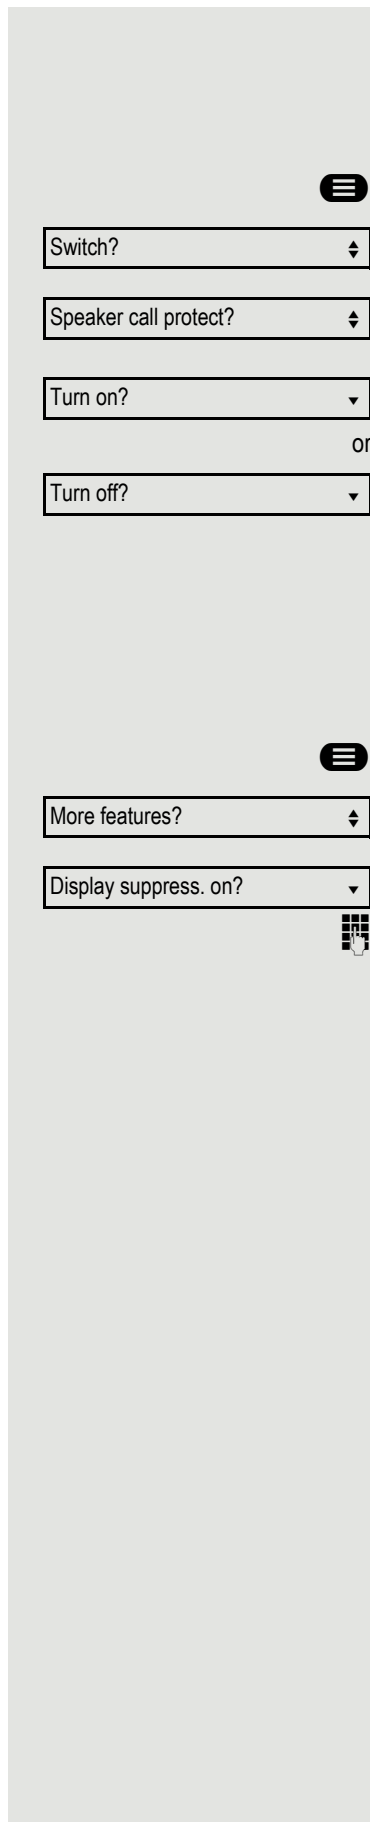 Switch?
Speaker call protect?
Turn on?
or
Turn off?
More features?
Display suppress. on?